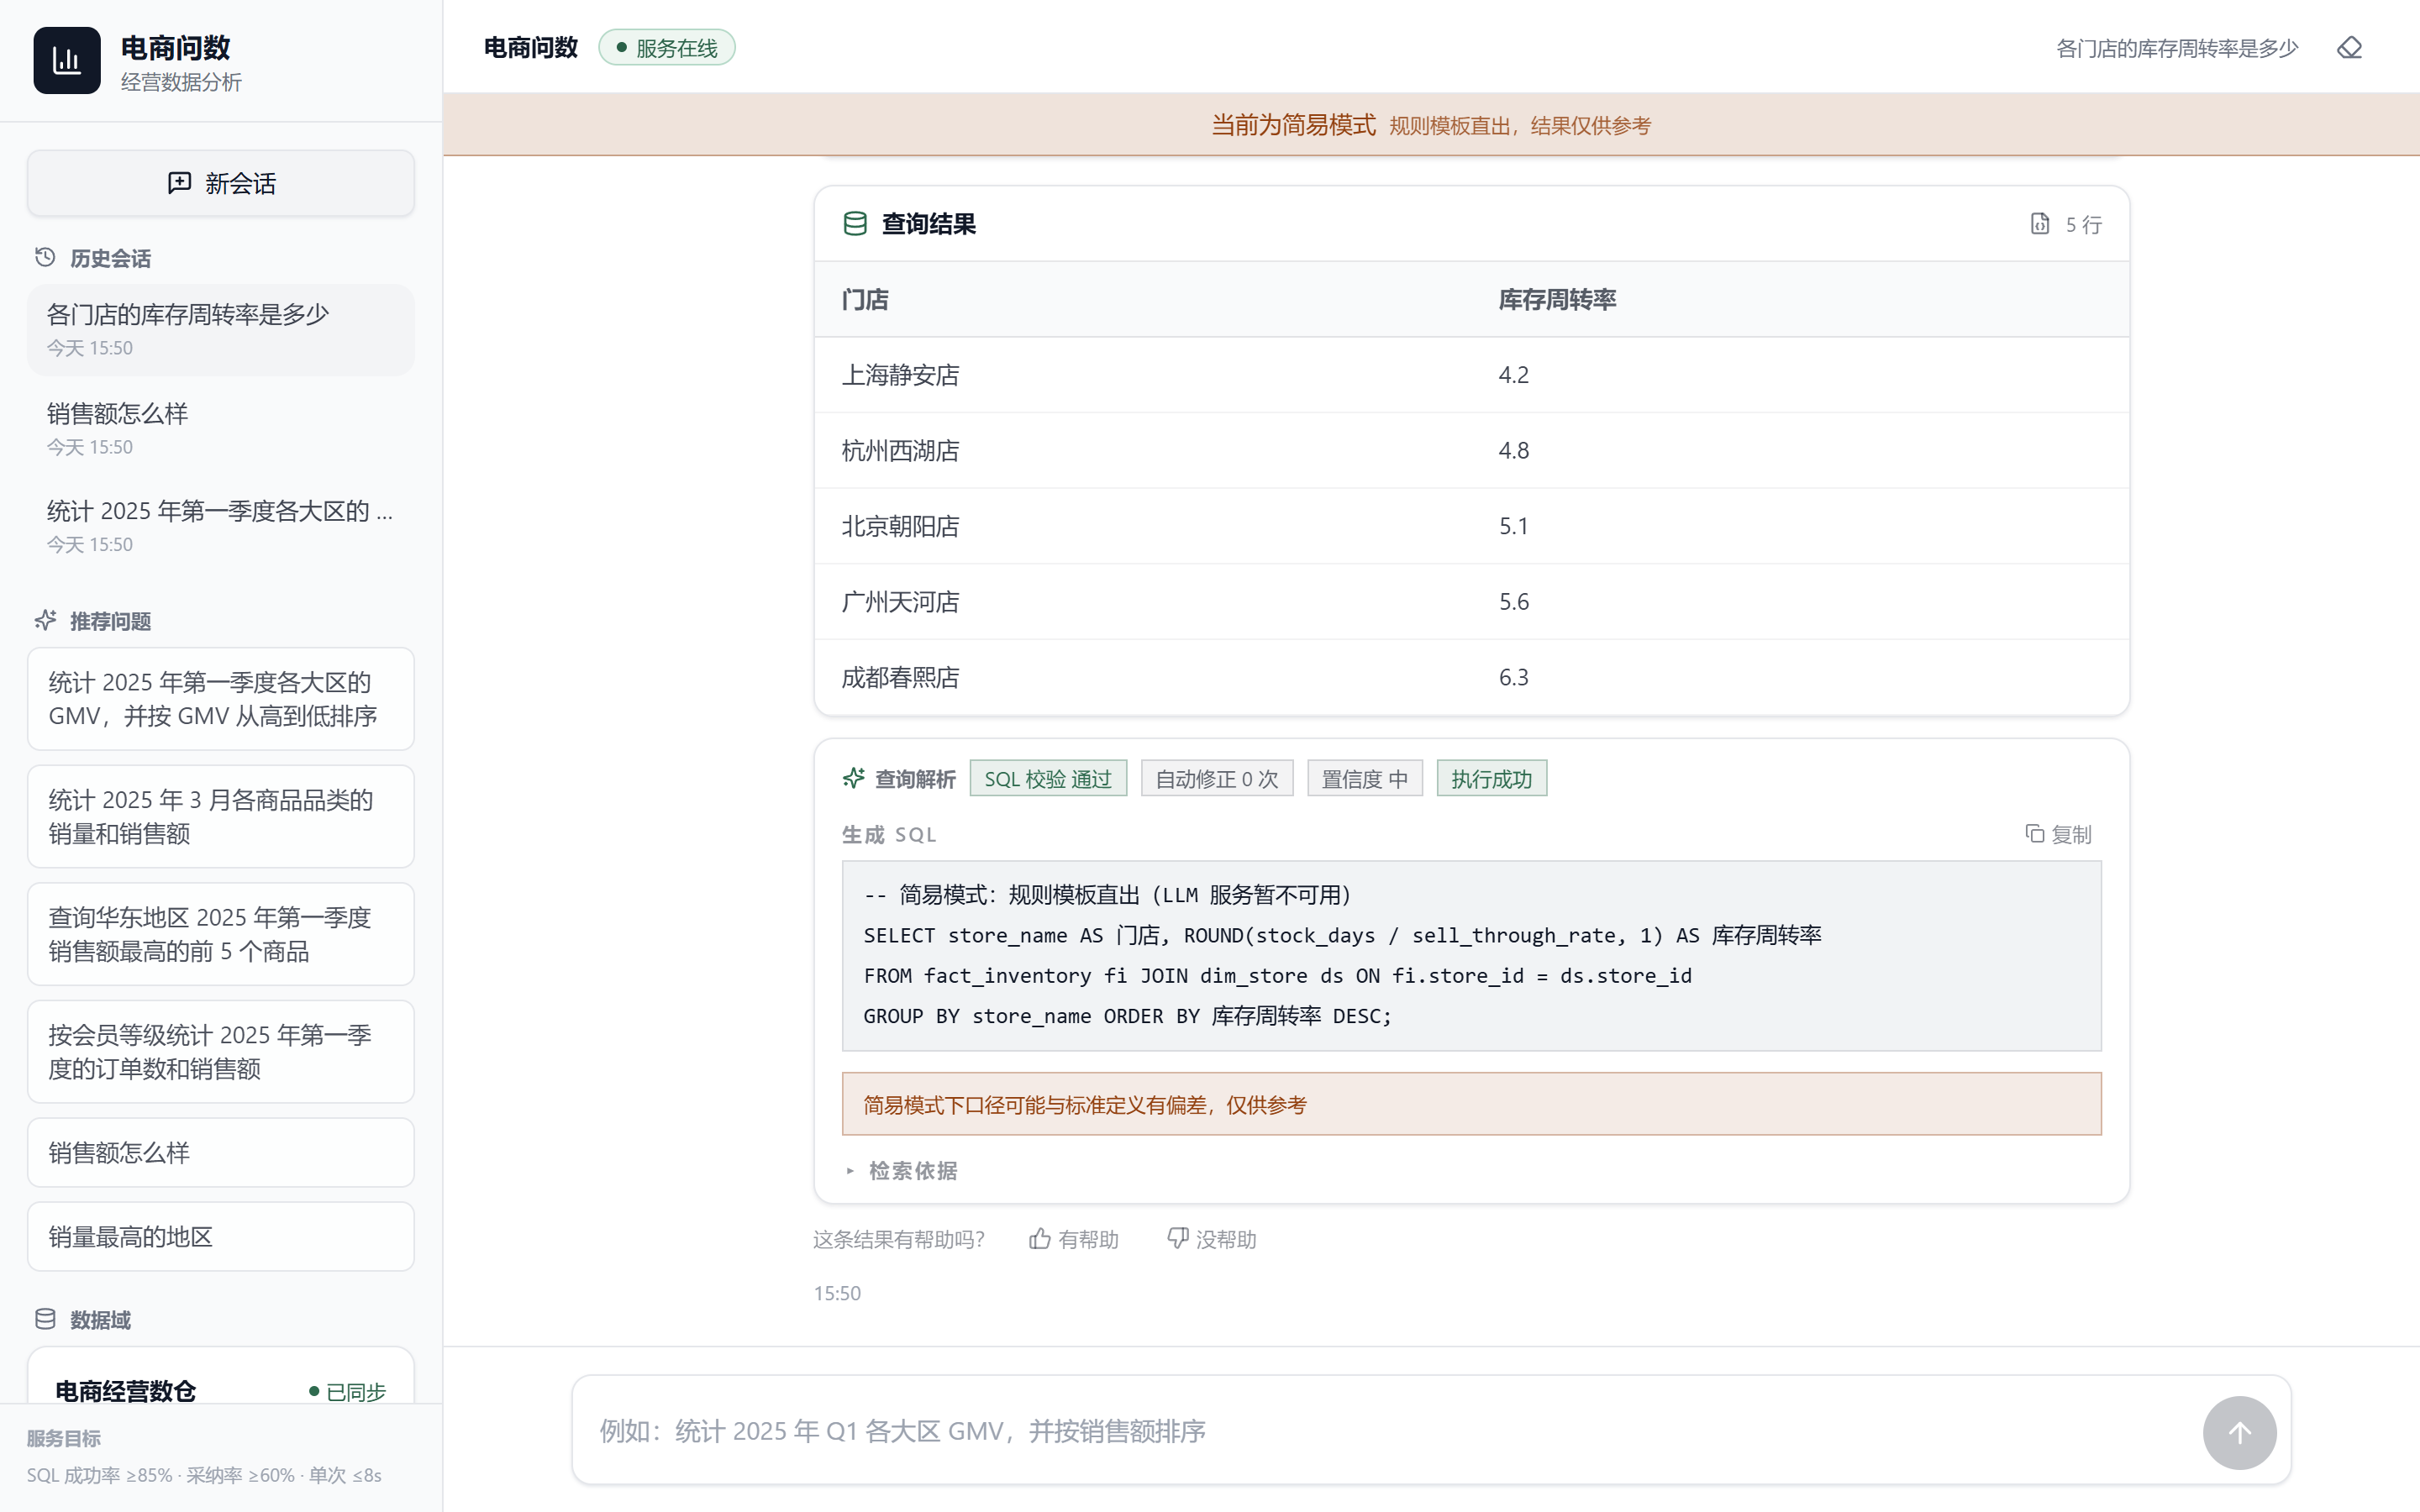 电商问数
经营数据分析
新会话
历史会话
各门店的库存周转率是多少
今天 15:50
销售额怎么样
今天 15:50
统计 2025 年第一季度各大区的 ...
今天 15:50
推荐问题
统计 2025 年第一季度各大区的
GMV，并按 GMV 从高到低排序
统计 2025 年 3 月各商品品类的
销量和销售额
查询华东地区 2025 年第一季度
销售额最高的前 5 个商品
按会员等级统计 2025 年第一季
度的订单数和销售额
销售额怎么样
销量最高的地区
数据域
电商经营数仓 已同步
服务目标
SQL 成功率 ≥85% · 采纳率 ≥60% · 单次 ≤8s
电商问数 服务在线 各门店的库存周转率是多少
当前为简易模式 规则模板直出，结果仅供参考
查询结果 5 行
门店 库存周转率
上海静安店 4.2
杭州西湖店 4.8
北京朝阳店 5.1
广州天河店 5.6
成都春熙店 6.3
查询解析 SQL 校验 通过 自动修正 0 次 置信度 中 执行成功
生成 SQL 复制
-- 简易模式：规则模板直出（LLM 服务暂不可用）
SELECT store_name AS 门店, ROUND(stock_days / sell_through_rate, 1) AS 库存周转率
FROM fact_inventory fi JOIN dim_store ds ON fi.store_id = ds.store_id
GROUP BY store_name ORDER BY 库存周转率 DESC;
简易模式下口径可能与标准定义有偏差，仅供参考
检索依据
这条结果有帮助吗？ 有帮助 没帮助
15:50
例如：统计 2025 年 Q1 各大区 GMV，并按销售额排序